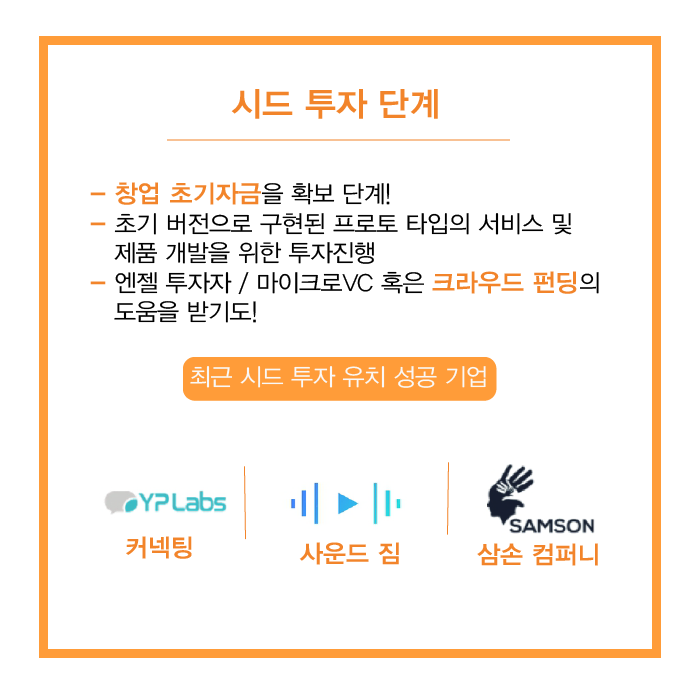 시드 투자 단계
– 창업 초기자금을 확보 단계!
– 초기 버전으로 구현된 프로토 타입의 서비스 및
제품 개발을 위한 투자진행
– 엔젤 투자자 / 마이크로VC 혹은 크라우드 펀딩의
도움을 받기도!
최근 시드 투자 유치 성공 기업
YPLabs
SAMSON
커넥팅
사운드 짐
삼손 컴퍼니